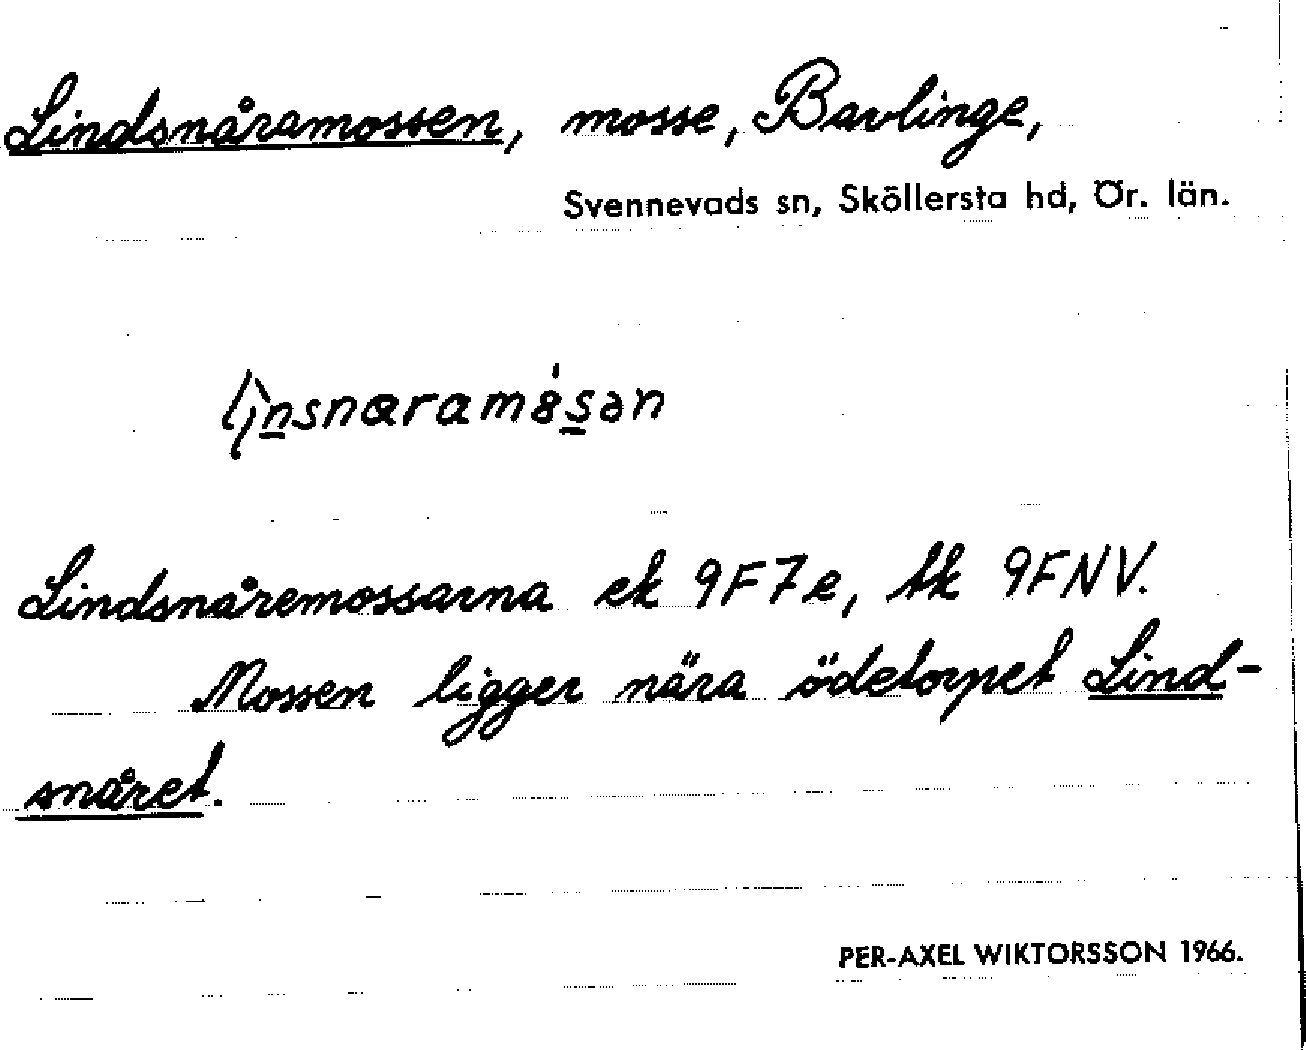 Lindsnåramossen, mosse, Bavlinge,
Svennevads sn, Sköllersta hd, Ör. län.
Lindsnåremossarna ek 9F7e, tk 9FNV.
Mossen ligger nära ödetorpet Lind-
snåret.
PER-AXEL WIKTORSSON 1966.